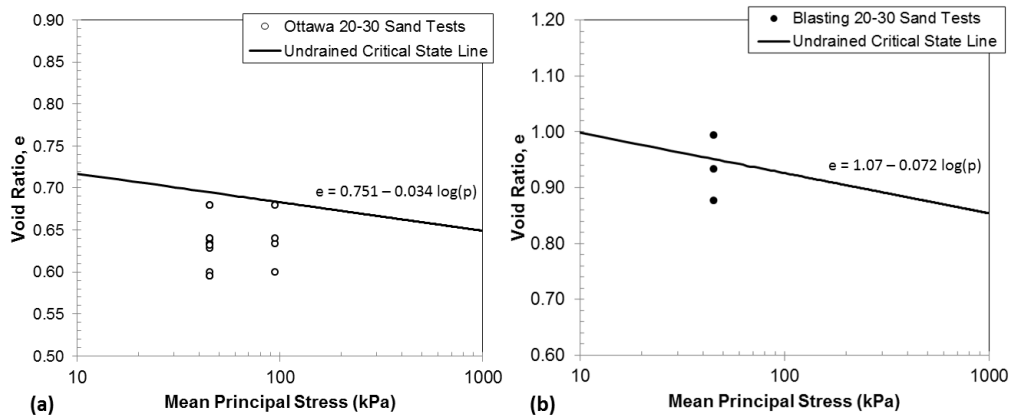 Ottawa 20-30 Sand Tests
Undrained Critical State Line
0.90
0.85
0.80
0.75
0.70
0.65
0.60
0.55
0.50
Void Ratio, e
e = 0.751 – 0.034 log(p)
10
100
1000
Mean Principal Stress (kPa)
(a)
Blasting 20-30 Sand Tests
Undrained Critical State Line
1.20
1.10
1.00
0.90
0.80
0.70
0.60
Void Ratio, e
e = 1.07 – 0.072 log(p)
10
100
1000
Mean Principal Stress (kPa)
(b)